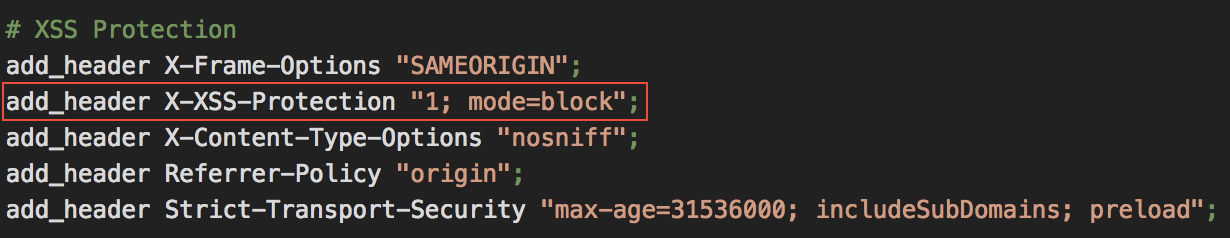 # XSS Protection
add_header X-Frame-Options "SAMEORIGIN";
add_header X-XSS-Protection "1; mode=block";
add_header X-Content-Type-Options "nosniff";
add_header Referrer-Policy "origin";
add_header Strict-Transport-Security "max-age=31536000; includeSubDomains; preload";